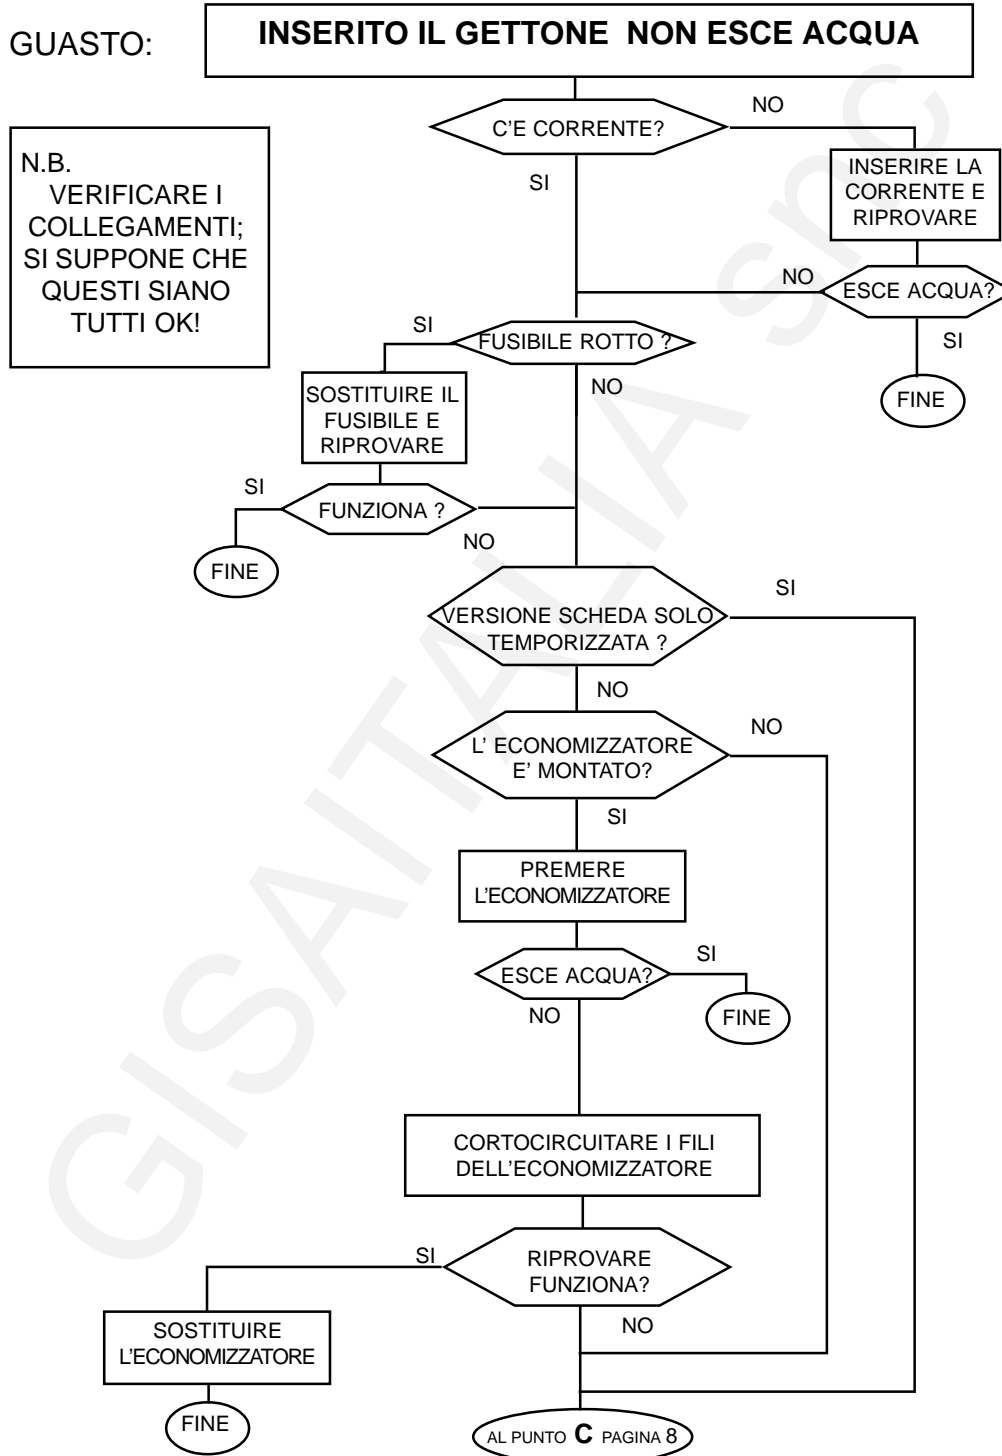 GUASTO:
INSERITO IL GETTONE NON ESCE ACQUA
N.B.
VERIFICARE I
COLLEGAMENTI;
SI SUPPONE CHE
QUESTI SIANO
TUTTI OK!
C'E CORRENTE?
NO
SI
INSERIRE LA
CORRENTE E
RIPROVARE
NO
ESCE ACQUA?
SI
FINE
SI
FUSIBILE ROTTO ?
NO
SOSTITUIRE IL
FUSIBILE E
RIPROVARE
SI
FUNZIONA ?
NO
FINE
VERSIONE SCHEDA SOLO
TEMPORIZZATA ?
SI
NO
L' ECONOMIZZATORE
E' MONTATO?
NO
SI
PREMERE
L'ECONOMIZZATORE
ESCE ACQUA?
SI
NO
FINE
CORTOCIRCUITARE I FILI
DELL'ECONOMIZZATORE
SI
RIPROVARE
FUNZIONA?
NO
SOSTITUIRE
L'ECONOMIZZATORE
FINE
AL PUNTO C PAGINA 8
GISAITALIA snc